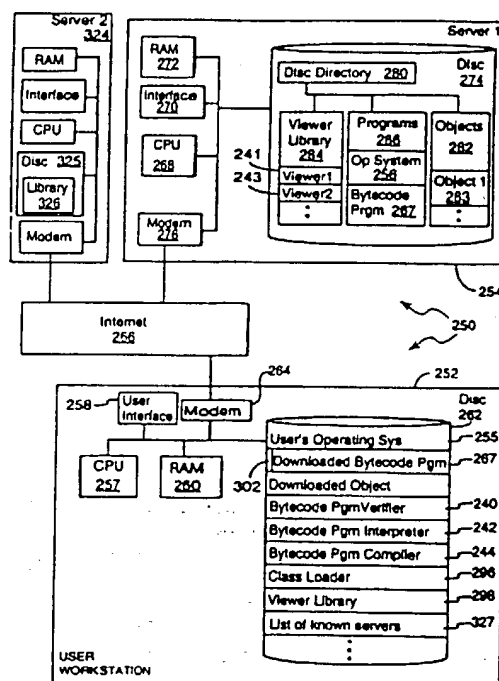 Server 2
324
RAM
Interface
CPU
Disc 325
Library
326
Modem
Server 1
RAM
272
Interface
270
CPU
268
Modem
276
Disc
274
Disc Directory 280
Viewer
Library
284
Viewer1
Viewer2
241
243
Programs
286
Op System
256
Bytecode
Prgm 267
Objects
282
Object 1
283
254
250
Internet
266
252
264
258
User
Interface
Modem
CPU
257
RAM
260
302
Disc
262
User's Operating Sys
255
Downloaded Bytecode Pgm
267
Downloaded Object
Bytecode PgmVerifier
240
Bytecode Pgm Interpreter
242
Bytecode Pgm Compiler
244
Class Loader
296
Viewer Library
298
List of known servers
327
USER
WORKSTATION